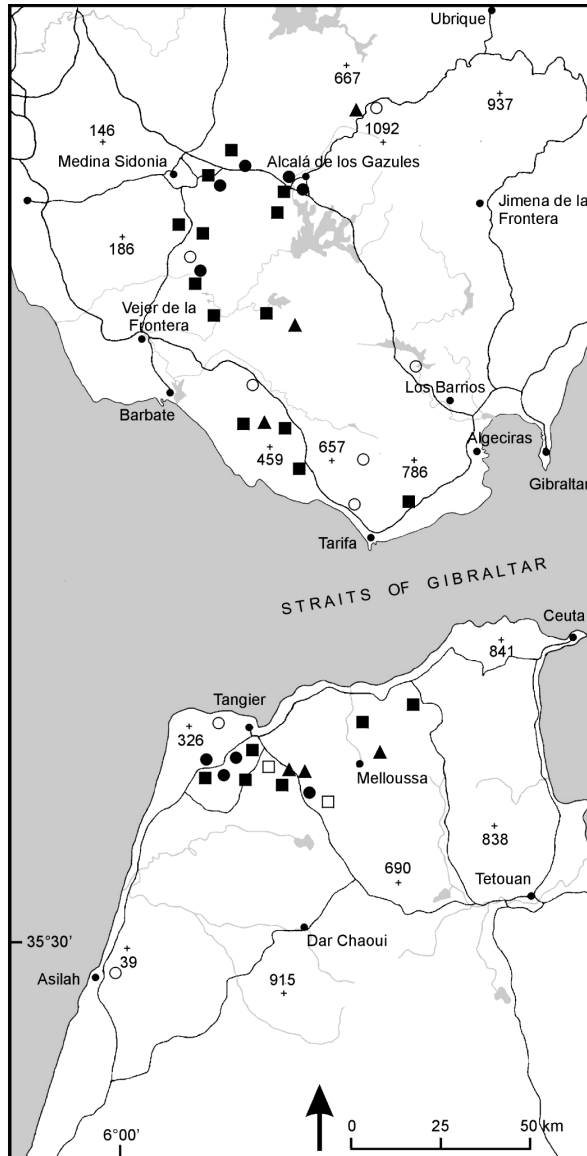 Ubrique
667
937
1092
146
Medina Sidonia
Alcalá de los Gazules
Jimena de la
Frontera
186
Vejer de la
Frontera
Los Barrios
Barbate
459
657
786
Algeciras
Gibraltar
Tarifa
STRAITS OF GIBRALTAR
Ceuta
841
Tangier
326
Melloussa
838
690
Tetouan
35°30'
Dar Chaoui
39
Asilah
915
6°00'
0 25 50 km